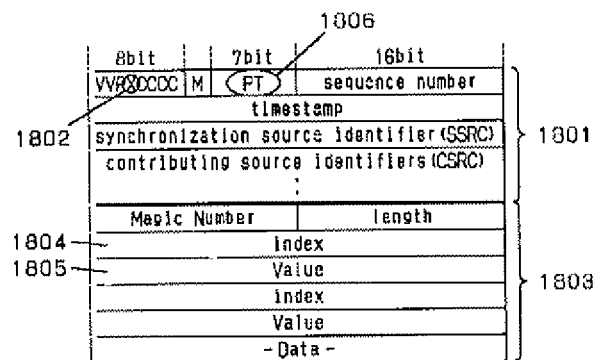 1806
8bit 7bit 16bit
VVPXCCCC M PT sequence number
timestamp
1802 synchronization source identifier (SSRC) 1801
contributing source identifiers (CSRC)
:
Magic Number length
1804 index
1805 Value 1803
index
Value
- Data -